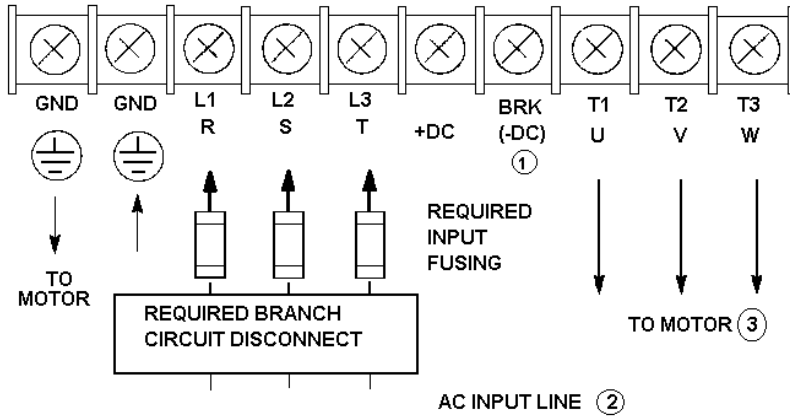 GND GND L1 L2 L3 +DC BRK T1 T2 T3
R S T (-DC) U V W
1
REQUIRED
INPUT
FUSING
TO
MOTOR
REQUIRED BRANCH
CIRCUIT DISCONNECT
TO MOTOR 3
AC INPUT LINE 2